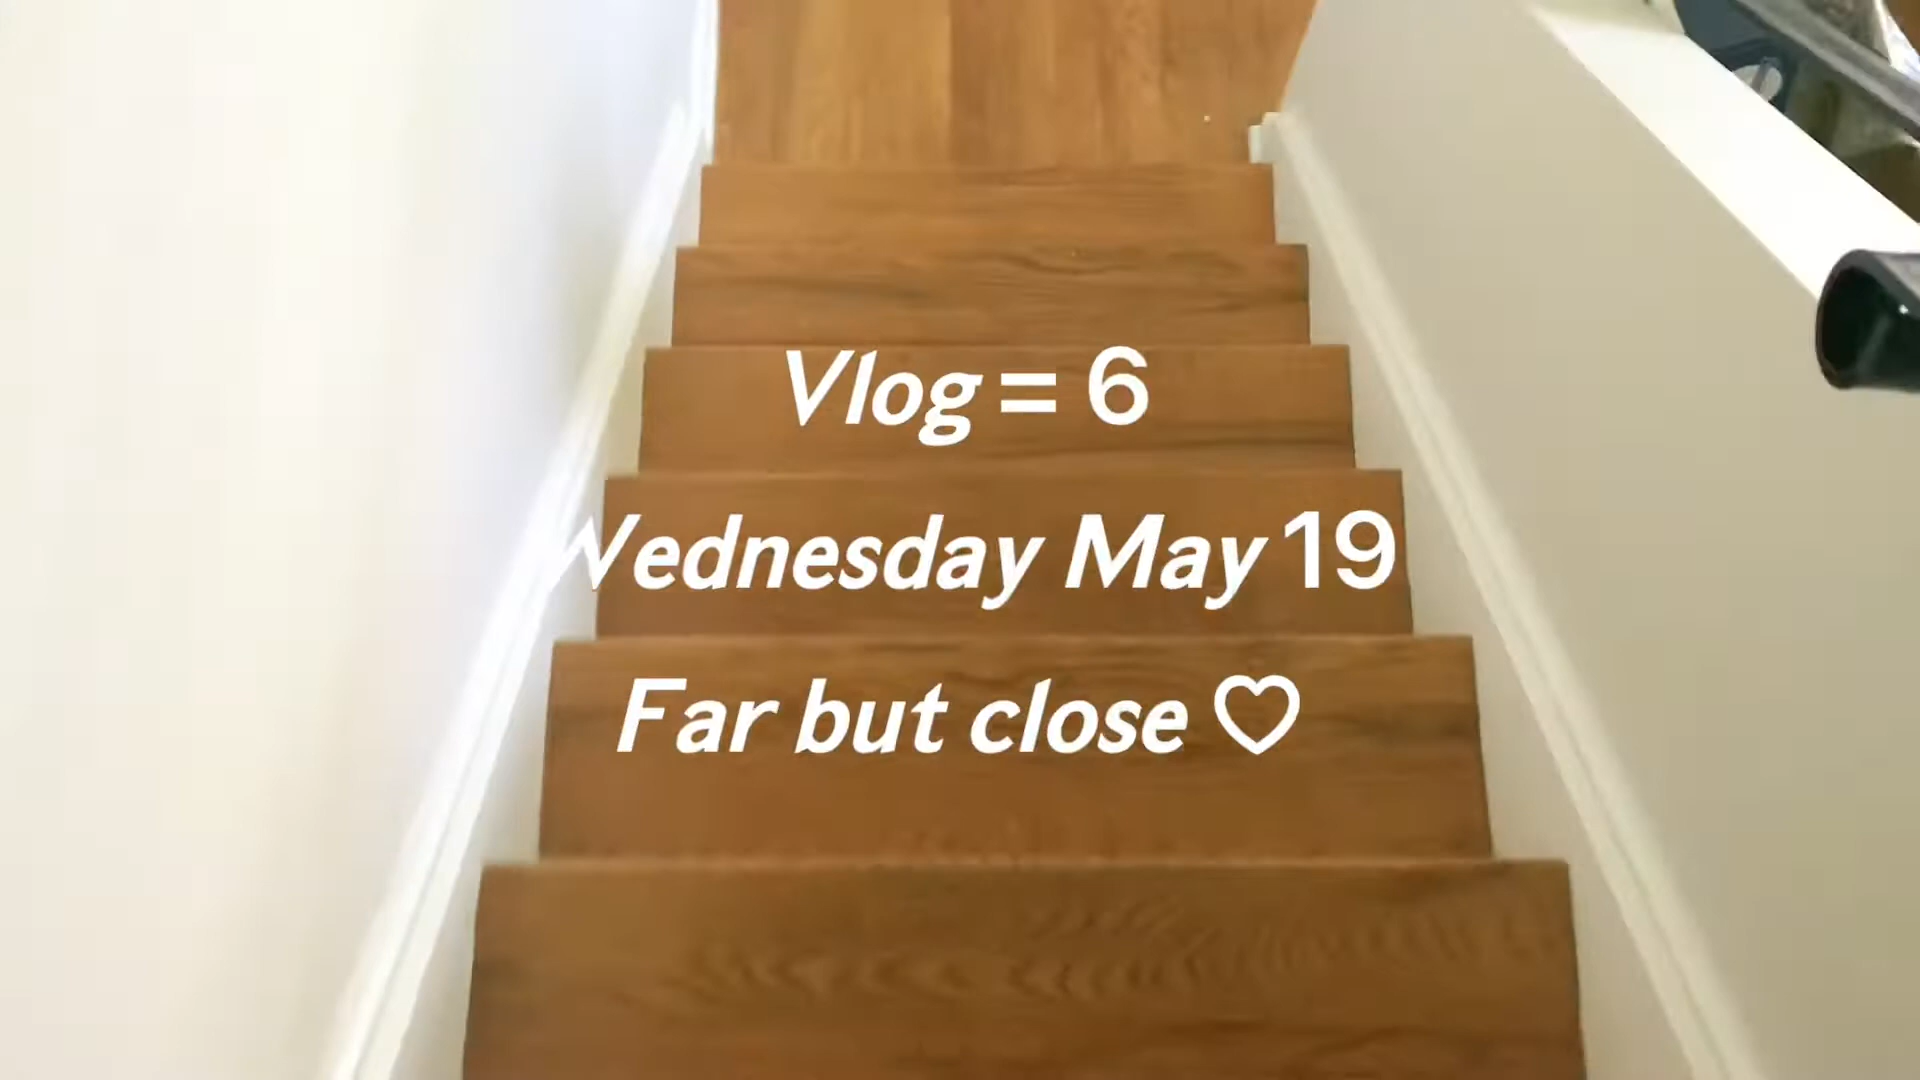 Vlog = 6
Wednesday May 19
Far but close ♡